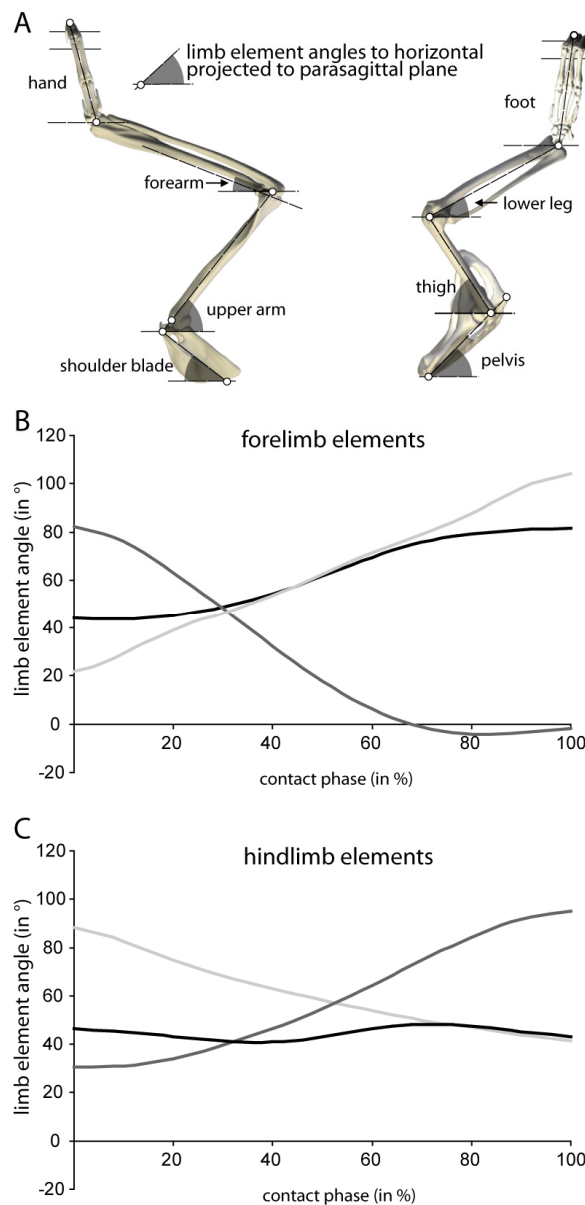 A
limb element angles to horizontal
projected to parasagittal plane
hand
foot
forearm
lower leg
upper arm
thigh
shoulder blade
pelvis
B
forelimb elements
limb element angle (in °)
120
100
80
60
40
20
0
-20
20
40
60
80
100
contact phase (in %)
C
hindlimb elements
limb element angle (in °)
120
100
80
60
40
20
0
-20
20
40
60
80
100
contact phase (in %)